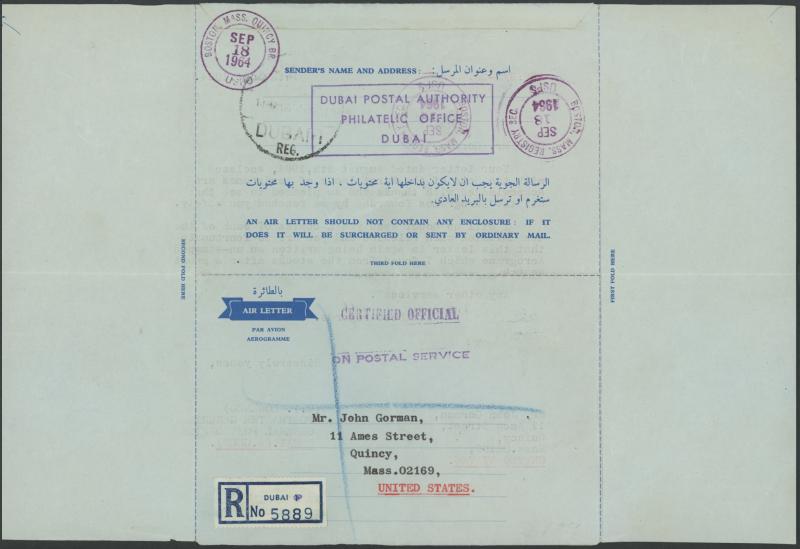 BOSTON, MASS. QUINCY BR.
SEP
18
1964
SENDER'S NAME AND ADDRESS: اسم وعنوان المرسل:
DUBAI
REG.
DUBAI POSTAL AUTHORITY
PHILATELIC OFFICE
DUBAI
BOSTON, MASS. REGISTRY SEC.
SEP
18
1964
USPS
الرسالة الجوية يجب ان لايكون بداخلها اية محتويات ، اذا وجد بها محتويات
ستغرم او ترسل بالبريد العادي.
AN AIR LETTER SHOULD NOT CONTAIN ANY ENCLOSURE: IF IT
DOES IT WILL BE SURCHARGED OR SENT BY ORDINARY MAIL.
SECOND FOLD HERE
THIRD FOLD HERE
FIRST FOLD HERE
بالطائرة
AIR LETTER
PAR AVION
AEROGRAMME
CERTIFIED OFFICIAL
ON POSTAL SERVICE
Mr. John Gorman,
11 Ames Street,
Quincy,
Mass.02169,
UNITED STATES.
R DUBAI
No 5889